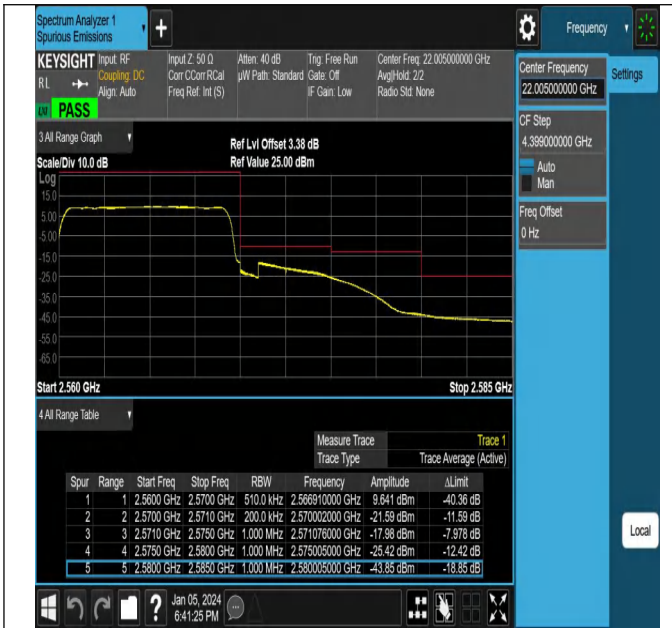 Spectrum Analyzer 1
Spurious Emissions
Frequency
KEYSIGHT
RL
Input: RF
Coupling: DC
Align: Auto
Input Z: 50 Ω
Corr CCorr RCal
Freq Ref: Int (S)
Atten: 40 dB
µW Path: Standard
Trig: Free Run
Gate: Off
IF Gain: Low
Center Freq: 22.005000000 GHz
Avg|Hold: 2/2
Radio Std: None
PASS
Center Frequency
22.005000000 GHz
Settings
CF Step
4.399000000 GHz
Auto
Man
Freq Offset
0 Hz
3 All Range Graph
Ref Lvl Offset 3.38 dB
Scale/Div 10.0 dB
Ref Value 25.00 dBm
Log
15.0
5.00
-5.00
-15.0
-25.0
-35.0
-45.0
-55.0
-65.0
Start 2.560 GHz
Stop 2.585 GHz
4 All Range Table
Measure Trace Trace 1
Trace Type Trace Average (Active)
Spur Range Start Freq Stop Freq RBW Frequency Amplitude ΔLimit
1 1 2.5600 GHz 2.5700 GHz 510.0 kHz 2.566910000 GHz 9.641 dBm -40.36 dB
2 2 2.5700 GHz 2.5710 GHz 200.0 kHz 2.570002000 GHz -21.59 dBm -11.59 dB
3 3 2.5710 GHz 2.5750 GHz 1.000 MHz 2.571076000 GHz -17.98 dBm -7.978 dB
4 4 2.5750 GHz 2.5800 GHz 1.000 MHz 2.575005000 GHz -25.42 dBm -12.42 dB
5 5 2.5800 GHz 2.5850 GHz 1.000 MHz 2.580005000 GHz -43.85 dBm -18.85 dB
Local
?
Jan 05, 2024
6:41:25 PM